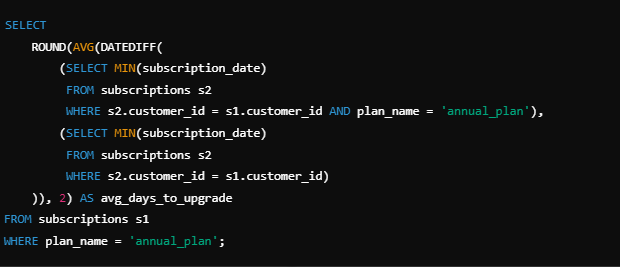 SELECT
    ROUND(AVG(DATEDIFF(
        (SELECT MIN(subscription_date)
         FROM subscriptions s2
         WHERE s2.customer_id = s1.customer_id AND plan_name = 'annual_plan'),
        (SELECT MIN(subscription_date)
         FROM subscriptions s2
         WHERE s2.customer_id = s1.customer_id)
    )), 2) AS avg_days_to_upgrade
FROM subscriptions s1
WHERE plan_name = 'annual_plan';